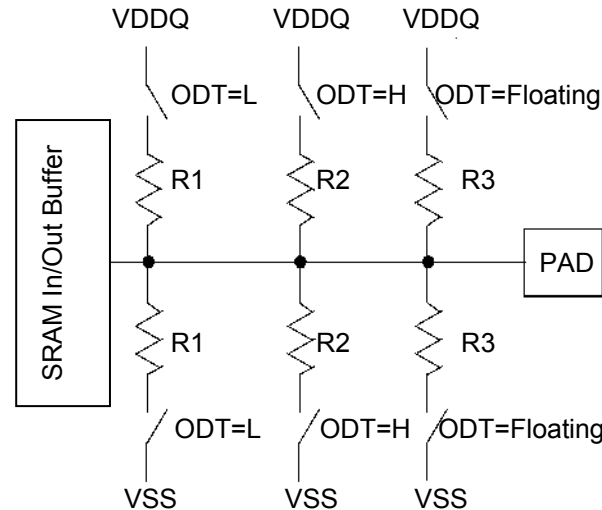 VDDQ VDDQ VDDQ
ODT=L ODT=H ODT=Floating
R1 R2 R3
SRAM In/Out Buffer
PAD
R1 R2 R3
ODT=L ODT=H ODT=Floating
VSS VSS VSS